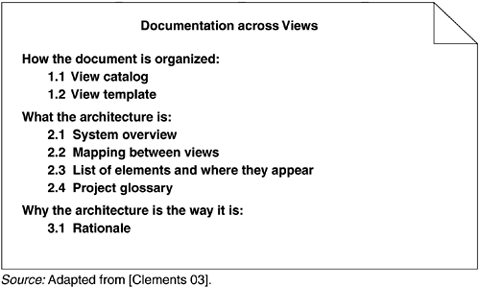 Documentation across Views
How the document is organized:
1.1 View catalog
1.2 View template
What the architecture is:
2.1 System overview
2.2 Mapping between views
2.3 List of elements and where they appear
2.4 Project glossary
Why the architecture is the way it is:
3.1 Rationale
Source: Adapted from [Clements 03].